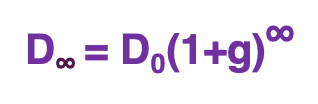 D∞ = D₀(1+g)^∞